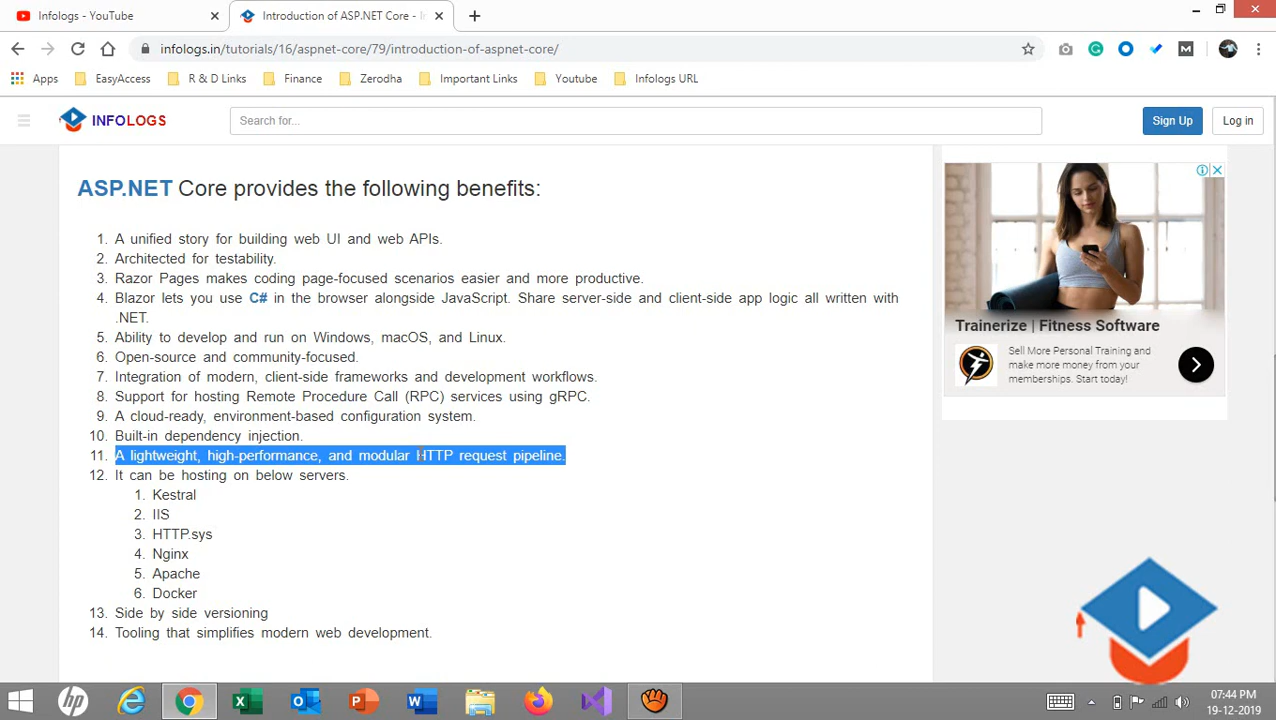 Infologs - YouTube
Introduction of ASP.NET Core - I
infologs.in/tutorials/16/aspnet-core/79/introduction-of-aspnet-core/
Apps EasyAccess R & D Links Finance Zerodha Important Links Youtube Infologs URL
INFOLOGS
Search for...
Sign Up
Log in
ASP.NET Core provides the following benefits:
1. A unified story for building web UI and web APIs.
2. Architected for testability.
3. Razor Pages makes coding page-focused scenarios easier and more productive.
4. Blazor lets you use C# in the browser alongside JavaScript. Share server-side and client-side app logic all written with
.NET.
5. Ability to develop and run on Windows, macOS, and Linux.
6. Open-source and community-focused.
7. Integration of modern, client-side frameworks and development workflows.
8. Support for hosting Remote Procedure Call (RPC) services using gRPC.
9. A cloud-ready, environment-based configuration system.
10. Built-in dependency injection.
11. A lightweight, high-performance, and modular HTTP request pipeline.
12. It can be hosting on below servers.
1. Kestral
2. IIS
3. HTTP.sys
4. Nginx
5. Apache
6. Docker
13. Side by side versioning
14. Tooling that simplifies modern web development.
Trainerize | Fitness Software
Sell More Personal Training and
make more money from your
memberships. Start today!
07:44 PM
19-12-2019